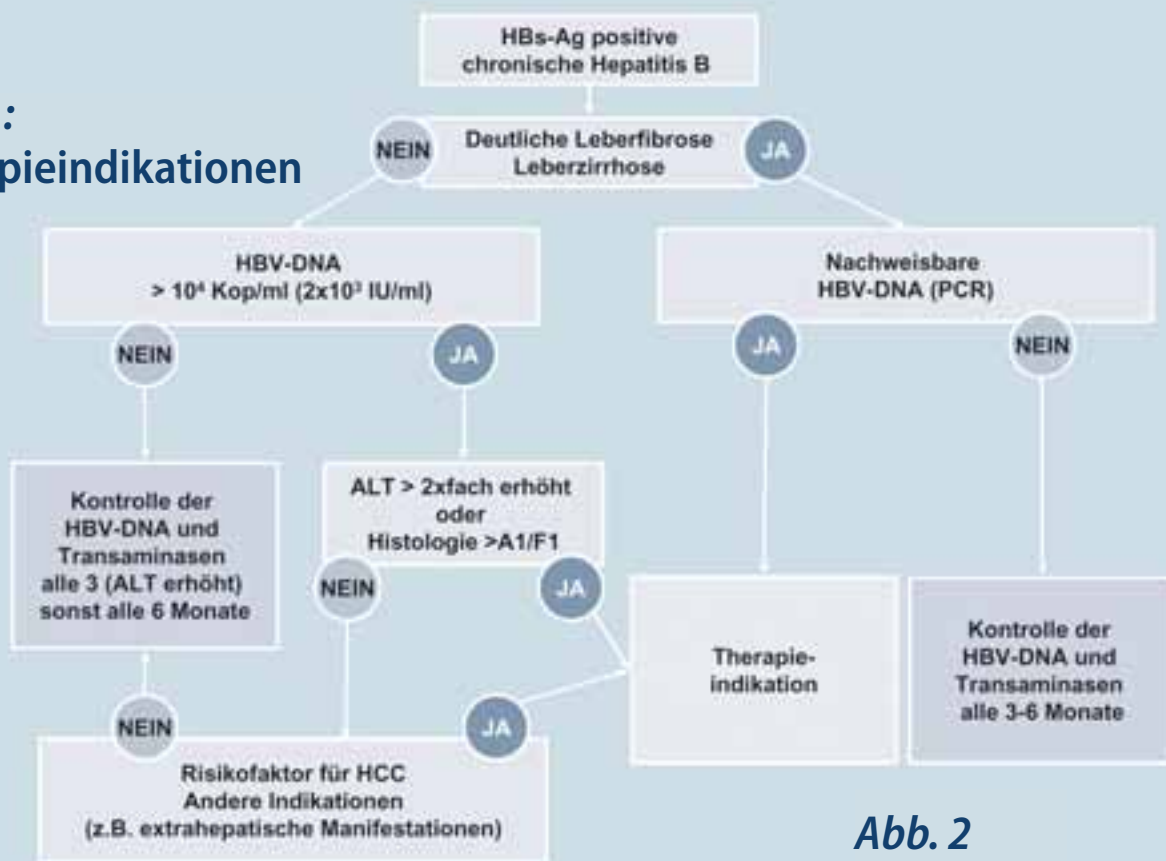 :
pieindikationen
HBs-Ag positive
chronische Hepatitis B
NEIN
Deutliche Leberfibrose
Leberzirrhose
JA
HBV-DNA
> 10⁴ Kop/ml (2x10³ IU/ml)
Nachweisbare
HBV-DNA (PCR)
NEIN
JA
JA
NEIN
Kontrolle der
HBV-DNA und
Transaminasen
alle 3 (ALT erhöht)
sonst alle 6 Monate
ALT > 2xfach erhöht
oder
Histologie >A1/F1
NEIN
JA
Therapie-
indikation
Kontrolle der
HBV-DNA und
Transaminasen
alle 3-6 Monate
NEIN
JA
Risikofaktor für HCC
Andere Indikationen
(z.B. extrahepatische Manifestationen)
Abb. 2